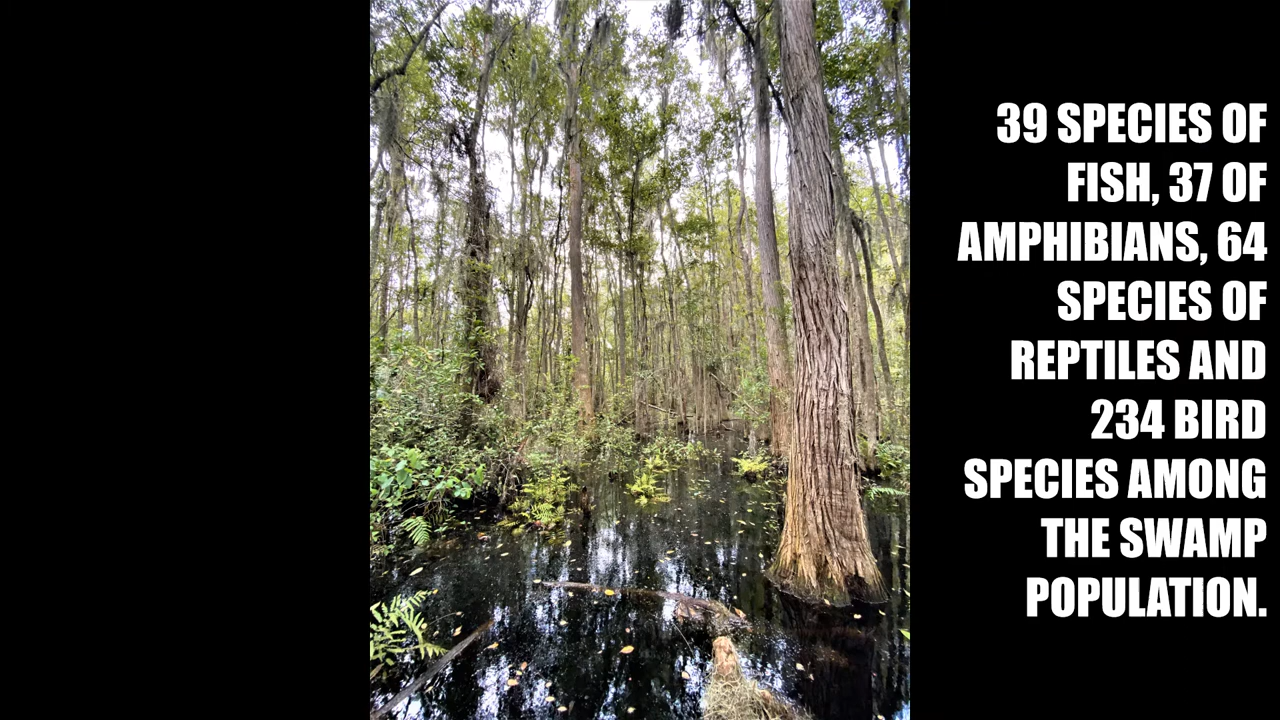 39 SPECIES OF
FISH, 37 OF
AMPHIBIANS, 64
SPECIES OF
REPTILES AND
234 BIRD
SPECIES AMONG
THE SWAMP
POPULATION.